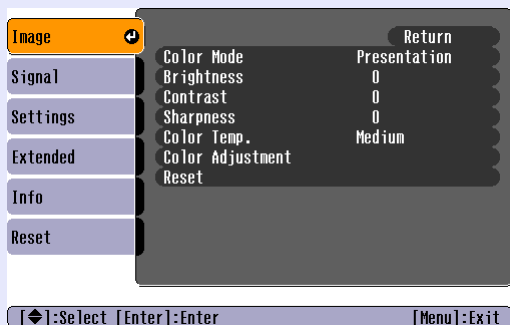 Image
Signal
Settings
Extended
Info
Reset
Return
Color Mode Presentation
Brightness 0
Contrast 0
Sharpness 0
Color Temp. Medium
Color Adjustment
Reset
[◆]:Select [Enter]:Enter [Menu]:Exit